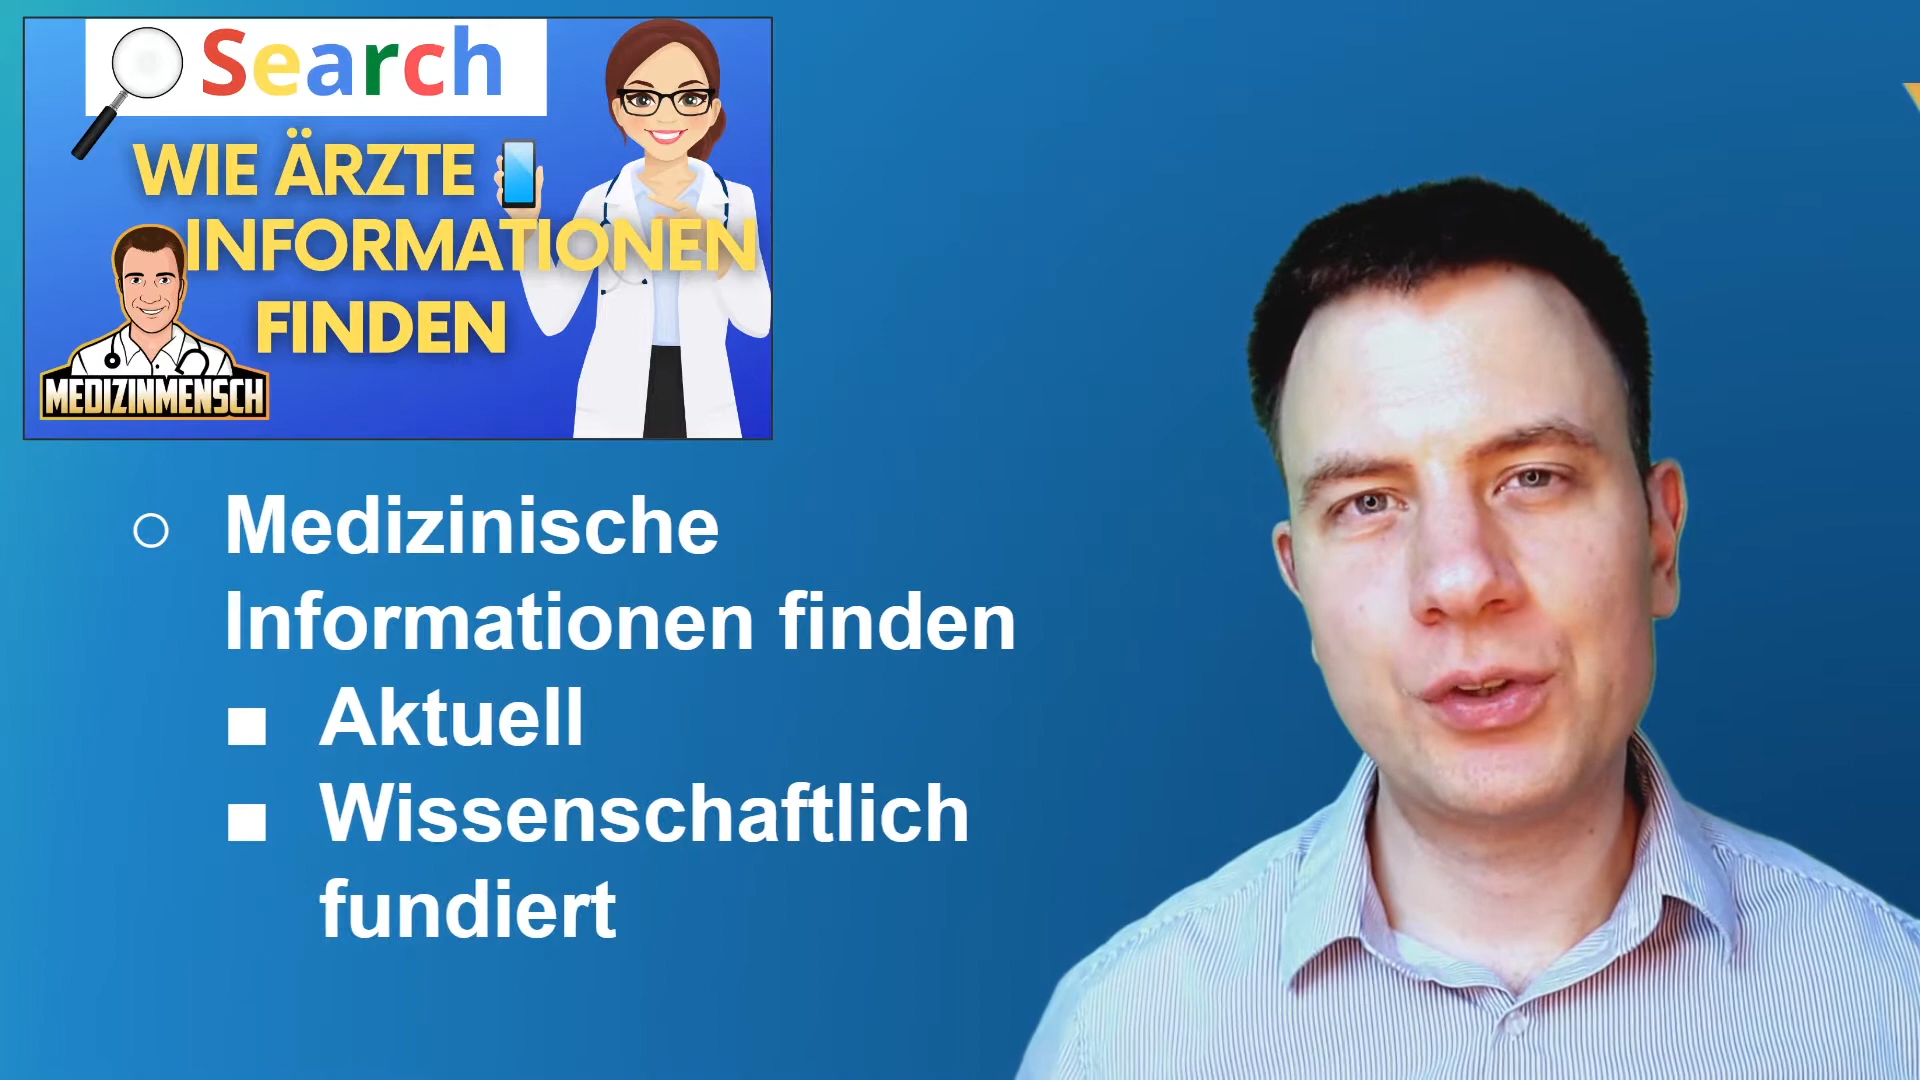 Search
WIE ÄRZTE
INFORMATIONEN
FINDEN
MEDIZINMENSCH
○ Medizinische
Informationen finden
■ Aktuell
■ Wissenschaftlich
fundiert